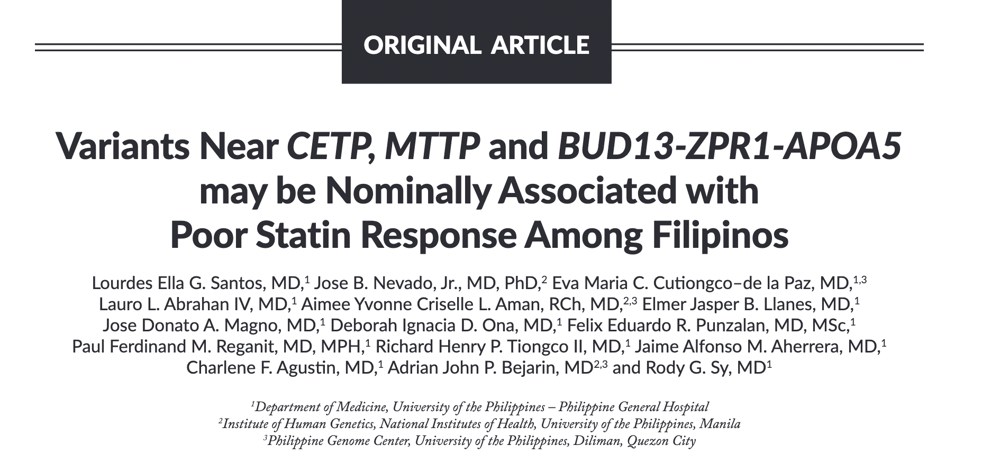 ORIGINAL ARTICLE
Variants Near CETP, MTTP and BUD13-ZPR1-APOA5
may be Nominally Associated with
Poor Statin Response Among Filipinos
Lourdes Ella G. Santos, MD,¹ Jose B. Nevado, Jr., MD, PhD,² Eva Maria C. Cutiongco–de la Paz, MD,¹,³
Lauro L. Abrahan IV, MD,¹ Aimee Yvonne Criselle L. Aman, RCh, MD,²,³ Elmer Jasper B. Llanes, MD,¹
Jose Donato A. Magno, MD,¹ Deborah Ignacia D. Ona, MD,¹ Felix Eduardo R. Punzalan, MD, MSc,¹
Paul Ferdinand M. Reganit, MD, MPH,¹ Richard Henry P. Tiongco II, MD,¹ Jaime Alfonso M. Aherrera, MD,¹
Charlene F. Agustin, MD,¹ Adrian John P. Bejarin, MD²,³ and Rody G. Sy, MD¹
¹Department of Medicine, University of the Philippines – Philippine General Hospital
²Institute of Human Genetics, National Institutes of Health, University of the Philippines, Manila
³Philippine Genome Center, University of the Philippines, Diliman, Quezon City